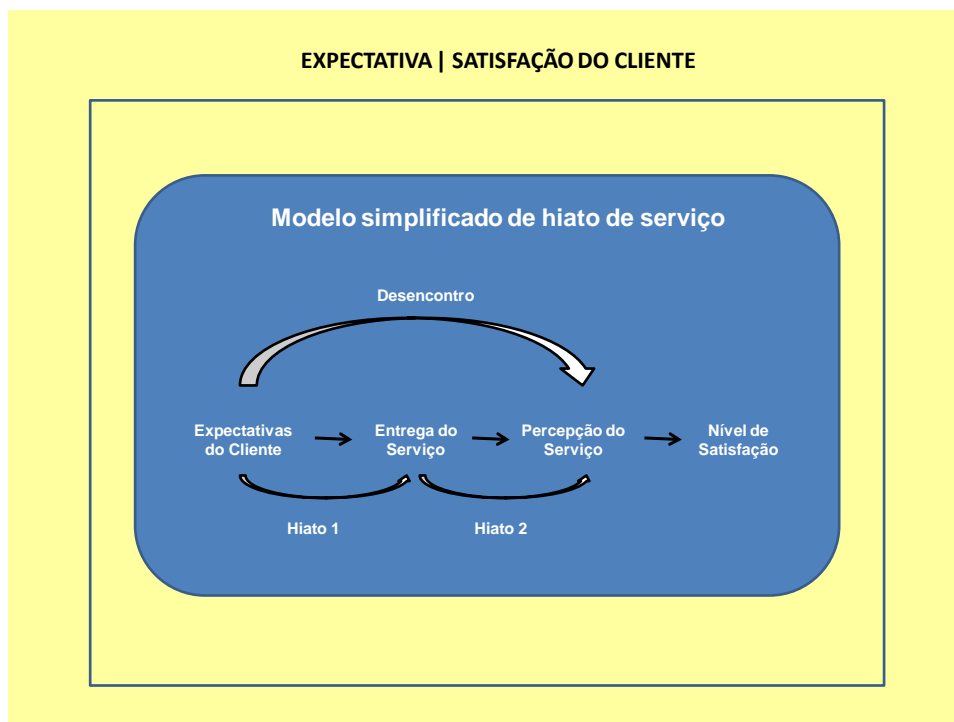 EXPECTATIVA | SATISFAÇÃO DO CLIENTE
Modelo simplificado de hiato de serviço
Desencontro
Expectativas
do Cliente
Entrega do
Serviço
Percepção do
Serviço
Nível de
Satisfação
Hiato 1
Hiato 2